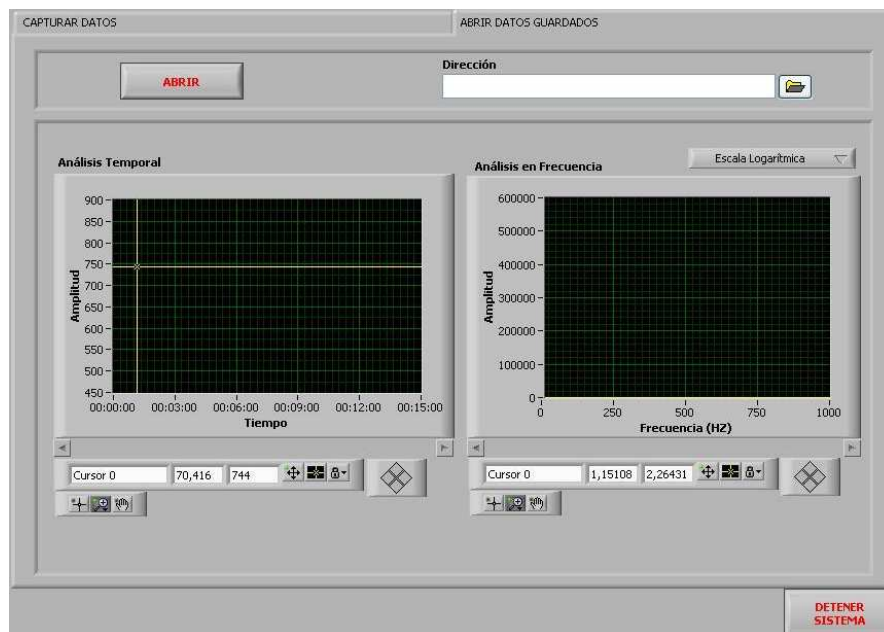 CAPTURAR DATOS
ABRIR DATOS GUARDADOS
ABRIR
Dirección
Análisis Temporal
Análisis en Frecuencia
Escala Logarítmica
900
850
800
750
700
650
600
550
500
450
Amplitud
00:00:00 00:03:00 00:06:00 00:09:00 00:12:00 00:15:00
Tiempo
600000
500000
400000
300000
200000
100000
0
Amplitud
0 250 500 750 1000
Frecuencia (HZ)
Cursor 0 70,416 744
Cursor 0 1,15108 2,26431
DETENER
SISTEMA